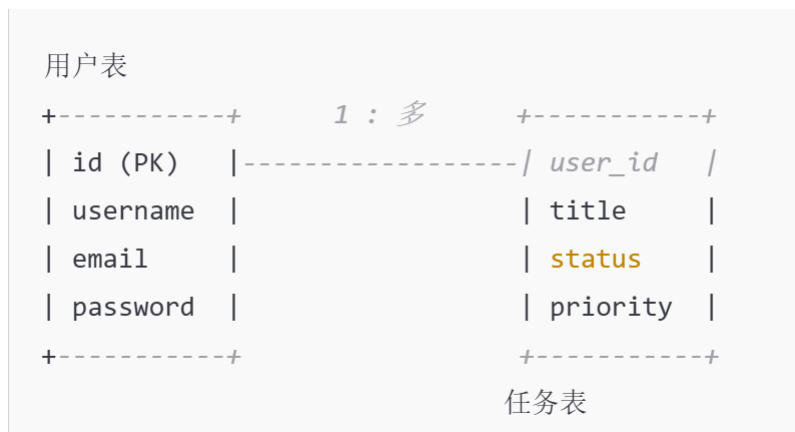 用户表
+-----------+      1 : 多      +-----------+
| id (PK)   |------------------| user_id   |
| username  |                  | title     |
| email     |                  | status    |
| password  |                  | priority  |
+-----------+                  +-----------+
任务表